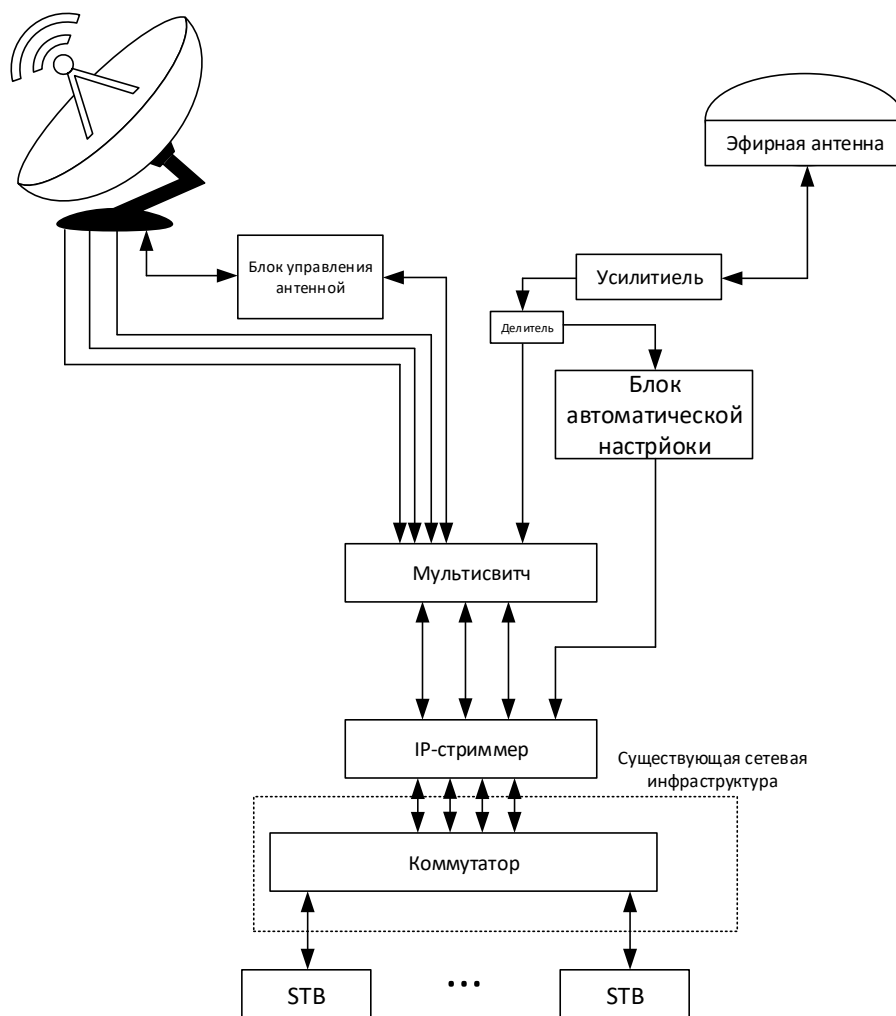 Эфирная антенна
Блок управления
антенной
Усилитиель
Делитель
Блок
автоматической
настрйоки
Мультисвитч
IP-стриммер
Существующая сетевая
инфраструктура
Коммутатор
STB
...
STB